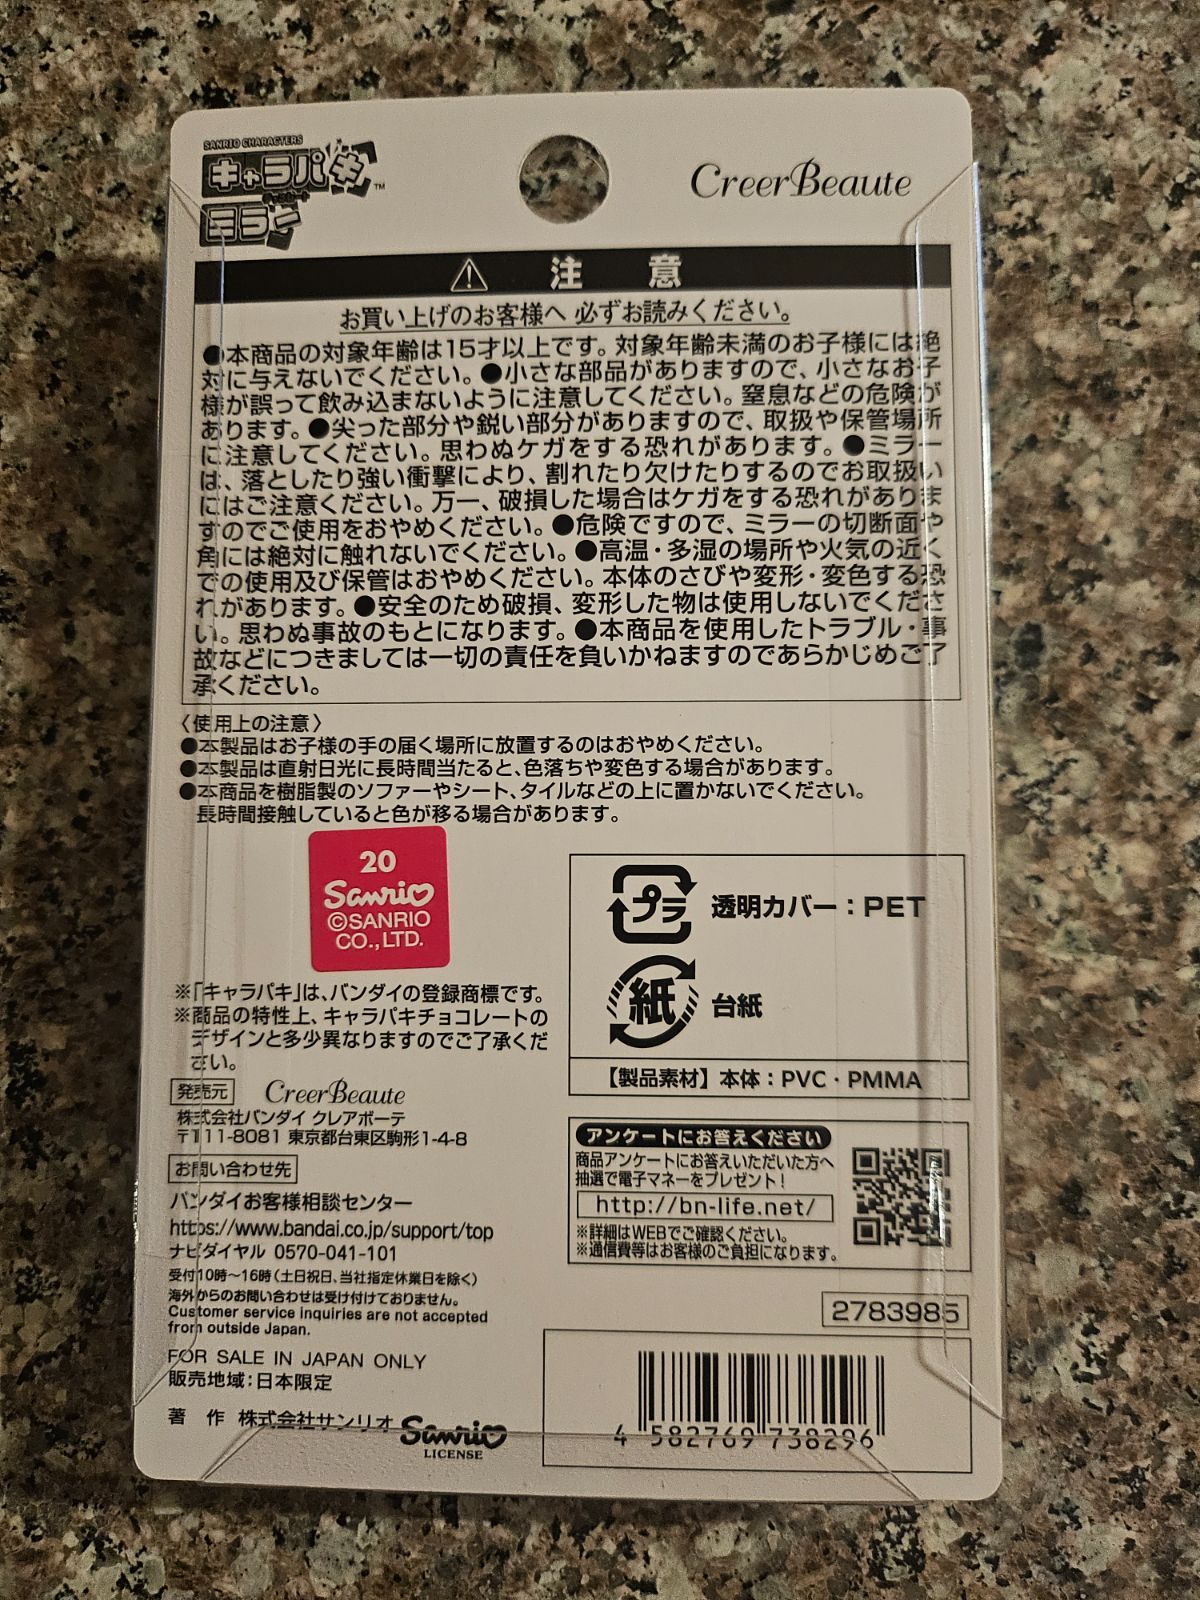 SANRIO CHARACTERS
キャラパキ™
ミラー
CreerBeaute
⚠ 注意
お買い上げのお客様へ 必ずお読みください。
●本商品の対象年齢は15才以上です。対象年齢未満のお子様には絶
対に与えないでください。●小さな部品がありますので、小さなお子
様が誤って飲み込まないように注意してください。窒息などの危険が
あります。●尖った部分や鋭い部分がありますので、取扱や保管場所
に注意してください。思わぬケガをする恐れがあります。●ミラー
は、落としたり強い衝撃により、割れたり欠けたりするのでお取扱い
にはご注意ください。万一、破損した場合はケガをする恐れがありま
すのでご使用をおやめください。●危険ですので、ミラーの切断面や
角には絶対に触れないでください。●高温・多湿の場所や火気の近く
での使用及び保管はおやめください。本体のさびや変形・変色する恐
れがあります。●安全のため破損、変形した物は使用しないでくださ
い。思わぬ事故のもとになります。●本商品を使用したトラブル・事
故などにつきましては一切の責任を負いかねますのであらかじめご了
承ください。
〈使用上の注意〉
●本製品はお子様の手の届く場所に放置するのはおやめください。
●本製品は直射日光に長時間当たると、色落ちや変色する場合があります。
●本商品を樹脂製のソファーやシート、タイルなどの上に置かないでください。
長時間接触していると色が移る場合があります。
20
Sanrio
©SANRIO
CO.,LTD.
プラ
透明カバー：PET
紙
台紙
【製品素材】本体：PVC・PMMA
※「キャラパキ」は、バンダイの登録商標です。
※商品の特性上、キャラパキチョコレートの
デザインと多少異なりますのでご了承くだ
さい。
発売元 CreerBeaute
株式会社バンダイ クレアボーテ
〒111-8081 東京都台東区駒形1-4-8
お問い合わせ先
バンダイお客様相談センター
https://www.bandai.co.jp/support/top
ナビダイヤル 0570-041-101
受付10時～16時（土日祝日、当社指定休業日を除く）
海外からのお問い合わせは受け付けておりません。
Customer service inquiries are not accepted
from outside Japan.
FOR SALE IN JAPAN ONLY
販売地域：日本限定
著作 株式会社サンリオ Sanrio
LICENSE
アンケートにお答えください
商品アンケートにお答えいただいた方へ
抽選で電子マネーをプレゼント！
http://bn-life.net/
※詳細はWEBでご確認ください。
※通信費等はお客様のご負担になります。
2783985
4 582769 738296